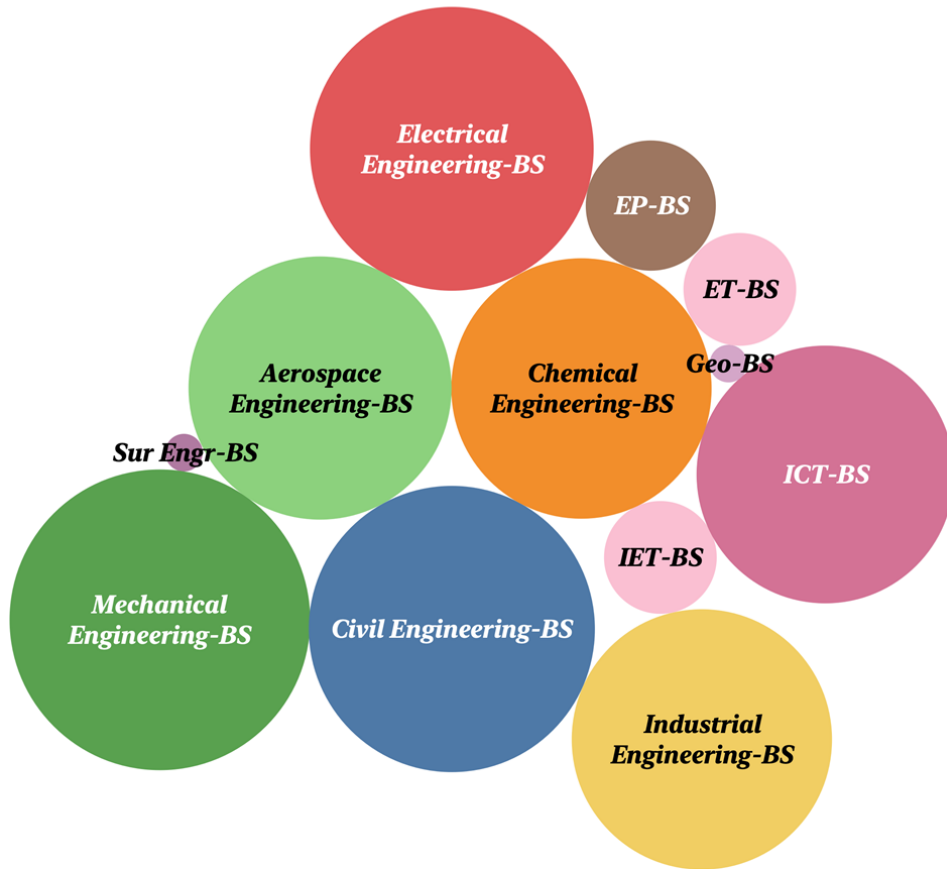 Electrical
Engineering-BS
EP-BS
ET-BS
Geo-BS
Aerospace
Engineering-BS
Chemical
Engineering-BS
Sur Engr-BS
ICT-BS
IET-BS
Mechanical
Engineering-BS
Civil Engineering-BS
Industrial
Engineering-BS